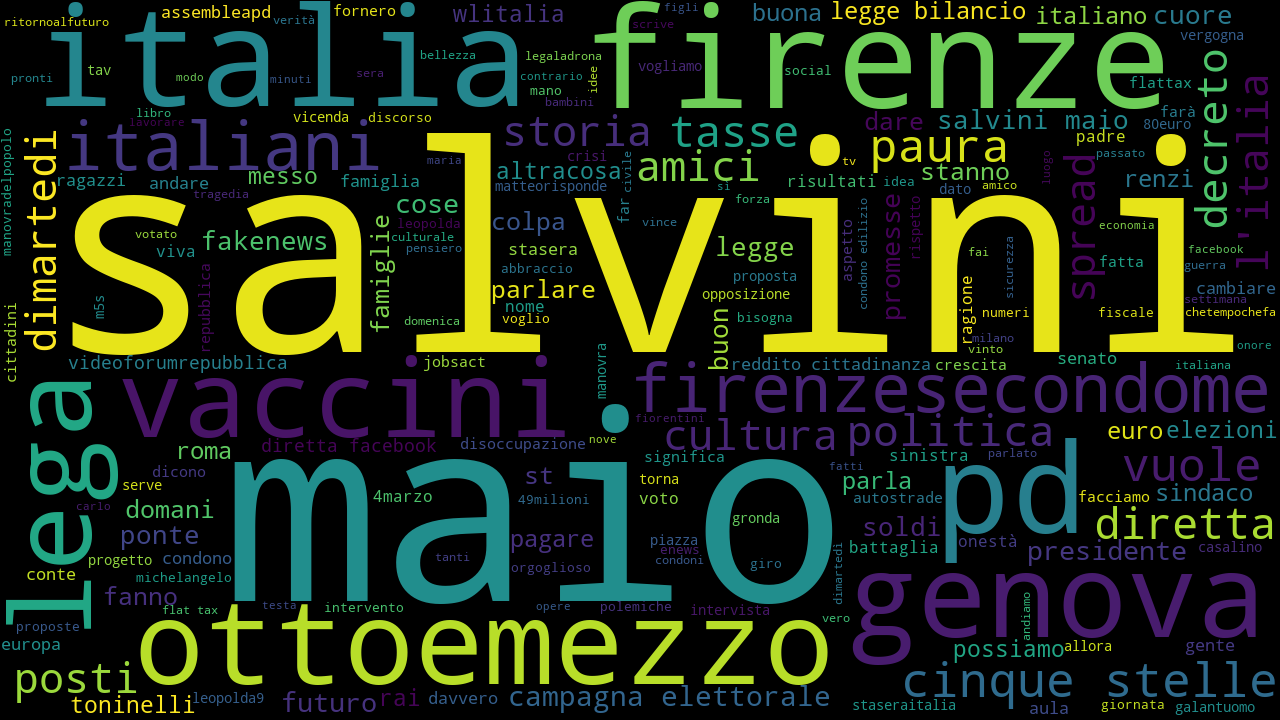 ritornoalfuturo
assembleapd
verità
fornero
wlitalia
figli
scrive
buona
legge bilancio
italiano
cuore
vergogna
italia
firenze
pronti
tav
modo
minuti
sera
bellezza
legaladrona
contrario
mano
idee
bambini
vogliamo
social
flattax
decreto
l'italia
libro
lavorare
vicenda
discorso
storia
tasse
dare
salvini maio
farà
80euro
padre
manovradelpopolo
dimartedi
italiani
maria
crisi
altracosa
matteorisponde
far
civile
amici
si
tv
risultati
idea
paura
stanno
dato
amico
luogo
passato
renzi
ragazzi
andare
messo
famiglia
tragedia
spread
salvini
votato
viva
fakenews
famiglie
cose
leopolda
culturale
pensiero
colpa
stasera
abbraccio
vince
forza
legge
proposta
aspetto
condono edilizio
promesse
rispetto
fai
sicurezza
economia
fatta
facebook
guerra
cambiare
settimana
cittadini
m5s
repubblica
domenica
parlare
nome
voglio
opposizione
buon
bisogna
ragione
numeri
milano
vinto
fiscale
chetempochefa
onore
videoforumrepubblica
jobsact
manovra
reddito cittadinanza
crescita
senato
italiana
lega
vaccini
firenzesecondome
fiorentini
roma
diretta facebook
disoccupazione
nove
cultura
politica
euro
elezioni
dicono
serve
carlo
st
significa
torna
sinistra
parlato
fatti
vuole
domani
4marzo
49milioni
voto
parla
autostrade
facciamo
sindaco
maio
pd
ponte
progetto
condono
michelangelo
conte
tanti
pagare
orgoglioso
piazza
enews
condoni
gronda
giro
soldi
battaglia
onestà
diretta
presidente
casalino
fanno
flat tax
testa
intervento
opere
polemiche
intervista
vero
dimartedì
genova
andiamo
proposte
europa
ottoemezzo
possiamo
allora
gente
posti
toninelli
leopolda9
futuro
rai
davvero
campagna elettorale
staseraitalia
cinque stelle
aula
giornata
galantuomo